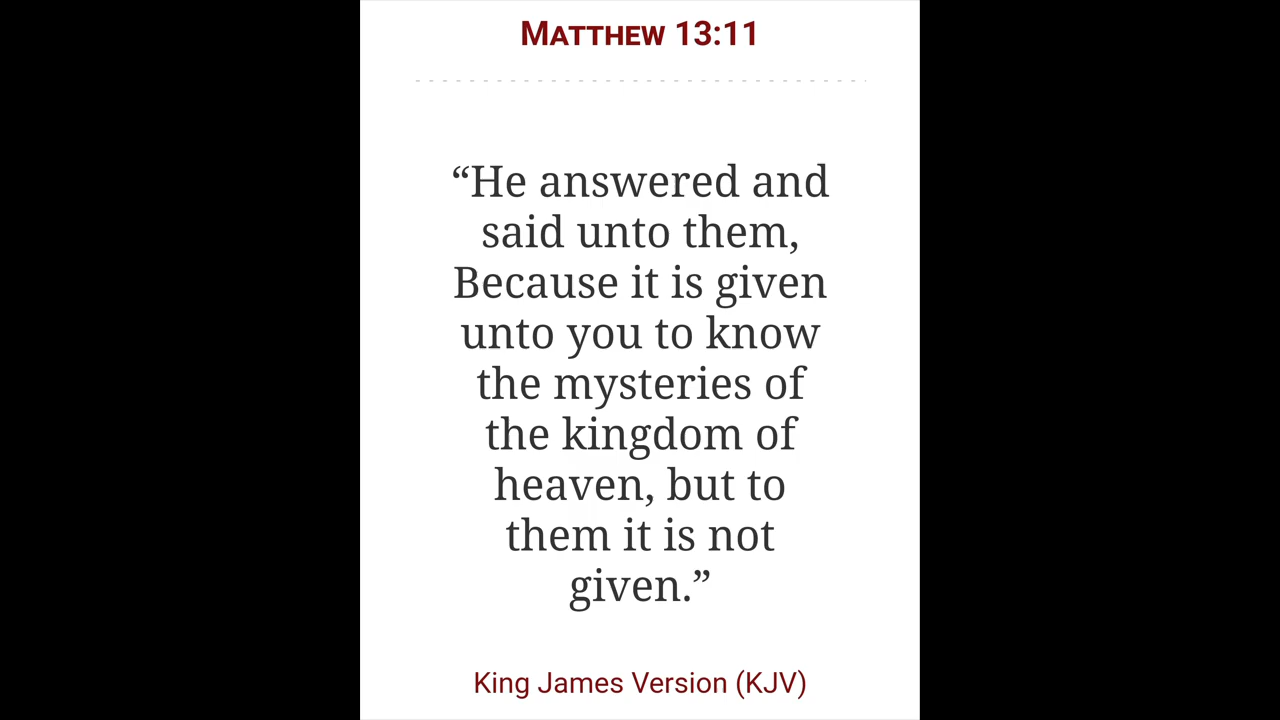 Matthew 13:11
“He answered and
said unto them,
Because it is given
unto you to know
the mysteries of
the kingdom of
heaven, but to
them it is not
given.”
King James Version (KJV)